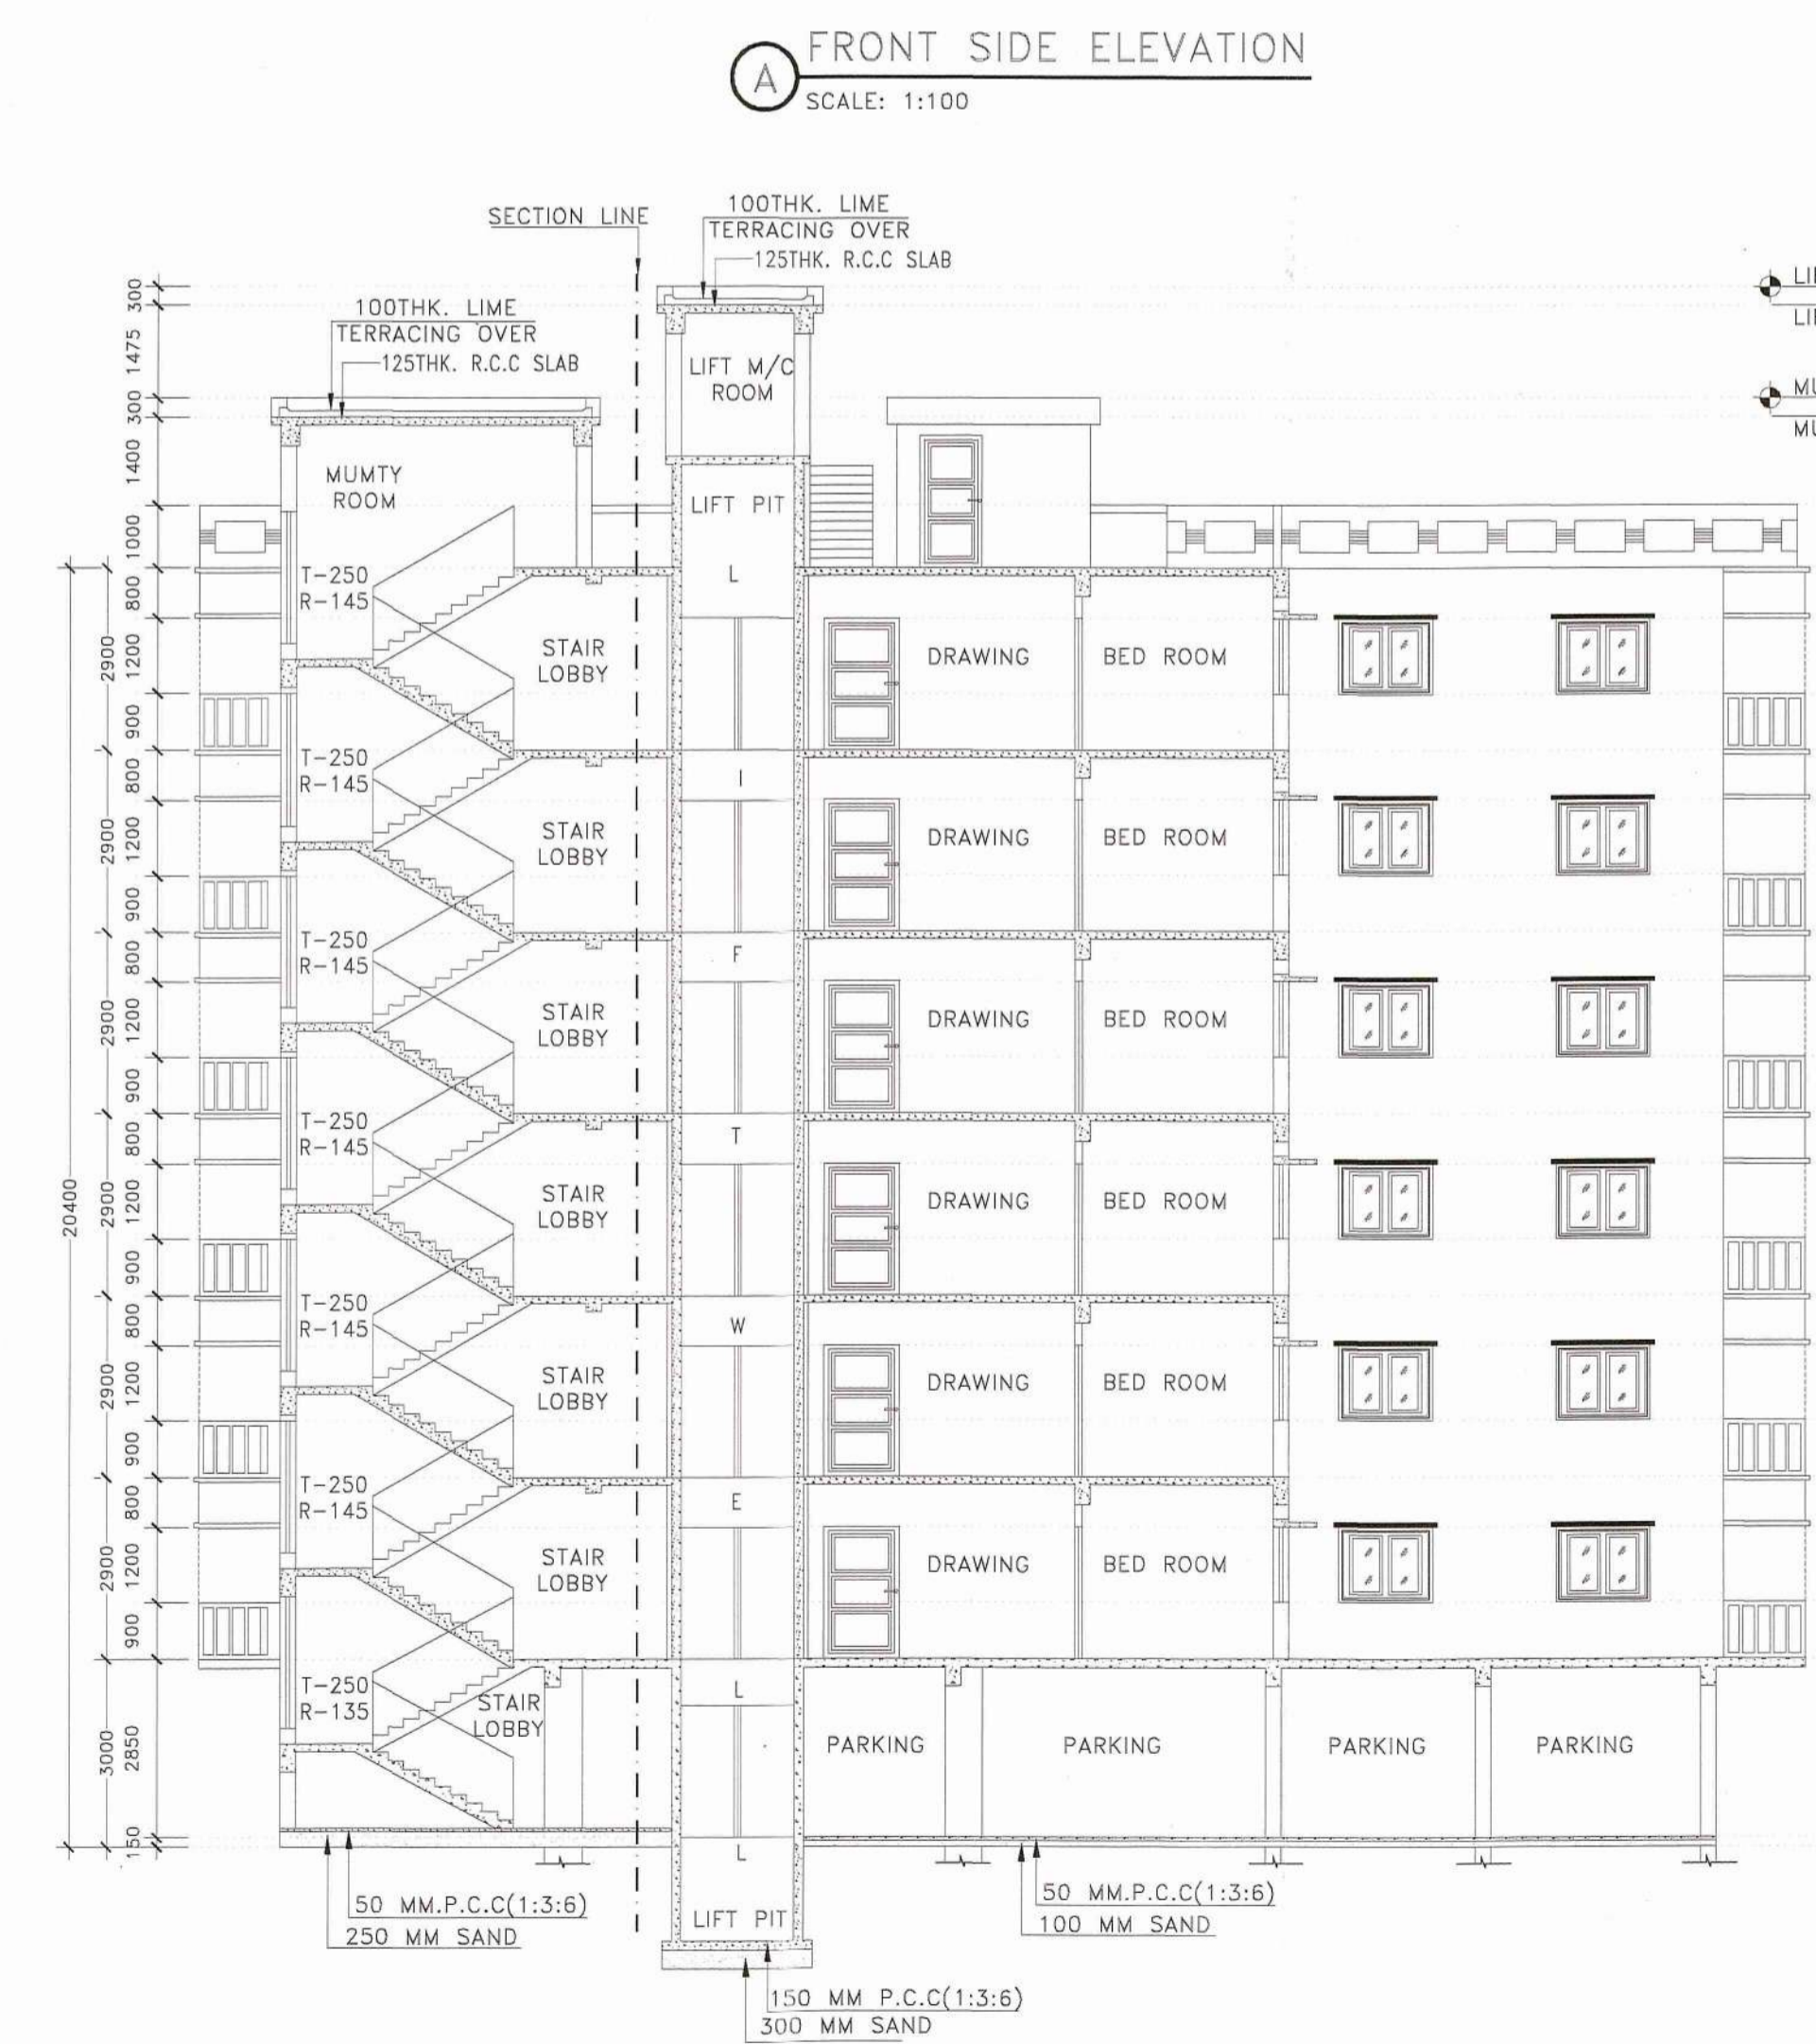 A
FRONT SIDE ELEVATION
SCALE: 1:100
SECTION LINE
100THK. LIME
TERRACING OVER
125THK. R.C.C SLAB
100THK. LIME
TERRACING OVER
125THK. R.C.C SLAB
LIFT M/C
ROOM
MUMTY
ROOM
LIFT PIT
300
1475
300
1400
1000
800
1200
900
800
1200
900
800
1200
900
800
1200
900
800
1200
900
800
1200
900
2850
150
2900
2900
2900
2900
2900
2900
3000
20400
T-250
R-145
STAIR
LOBBY
L
DRAWING
BED ROOM
T-250
R-145
STAIR
LOBBY
I
DRAWING
BED ROOM
T-250
R-145
STAIR
LOBBY
F
DRAWING
BED ROOM
T-250
R-145
STAIR
LOBBY
T
DRAWING
BED ROOM
T-250
R-145
STAIR
LOBBY
W
DRAWING
BED ROOM
T-250
R-145
STAIR
LOBBY
E
DRAWING
BED ROOM
T-250
R-135
STAIR
LOBBY
L
PARKING
PARKING
PARKING
PARKING
L
LIFT PIT
50 MM.P.C.C(1:3:6)
250 MM SAND
50 MM.P.C.C(1:3:6)
100 MM SAND
150 MM P.C.C(1:3:6)
300 MM SAND